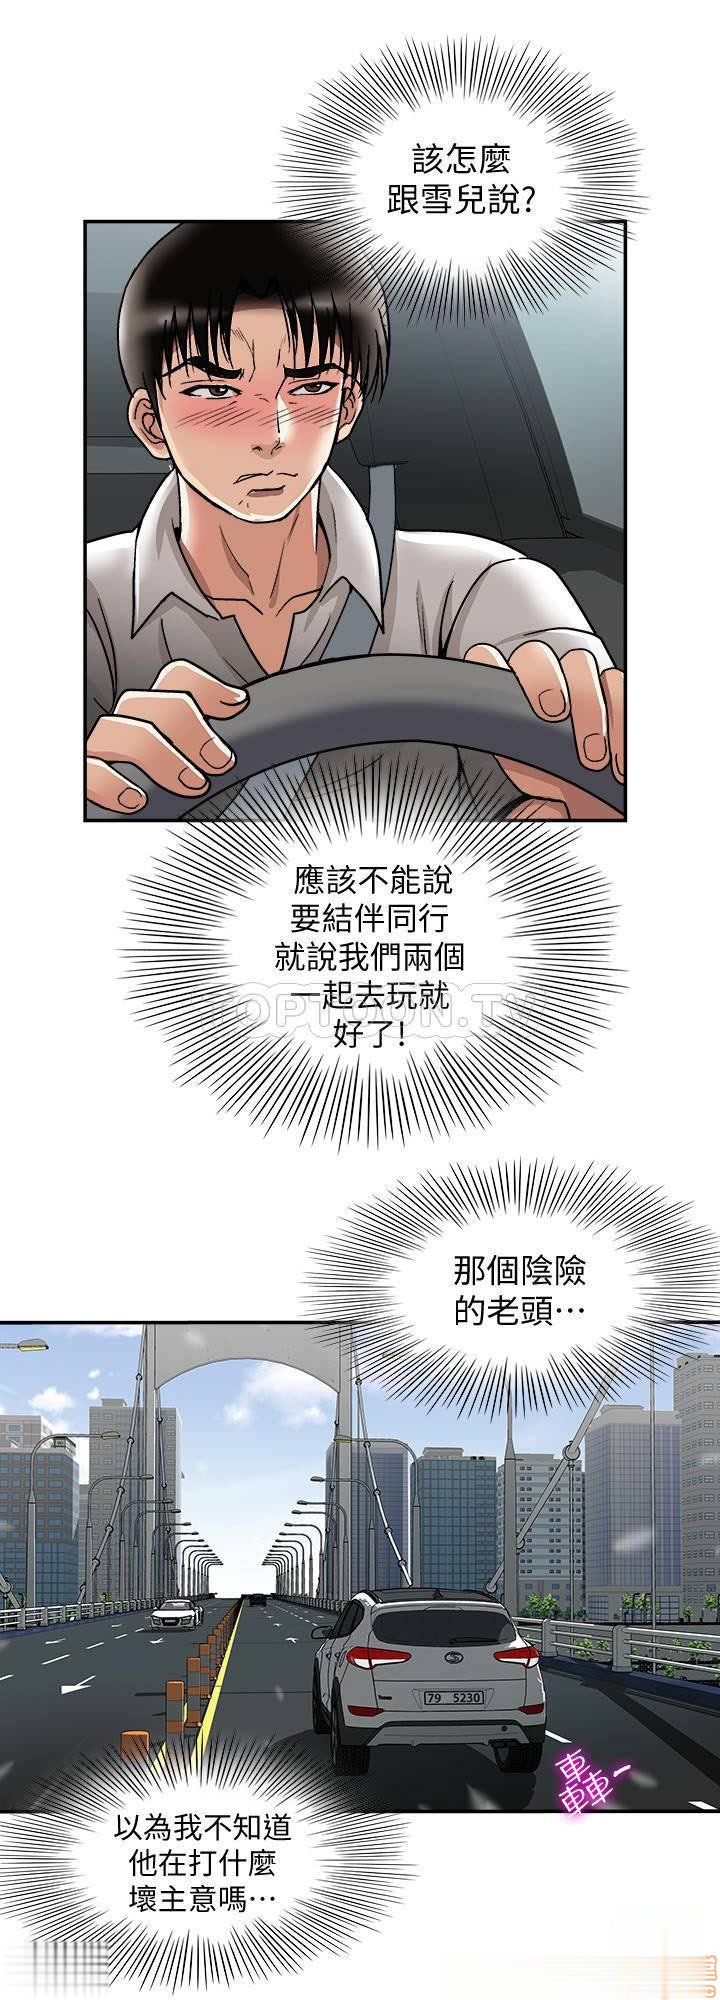 該怎麼
跟雪兒說?
應該不能說
要結伴同行
就說我們兩個
一起去玩就
好了!
TOPTOON.TV
那個陰險
的老頭…
79 5230
轟~
以為我不知道
他在打什麼
壞主意嗎…